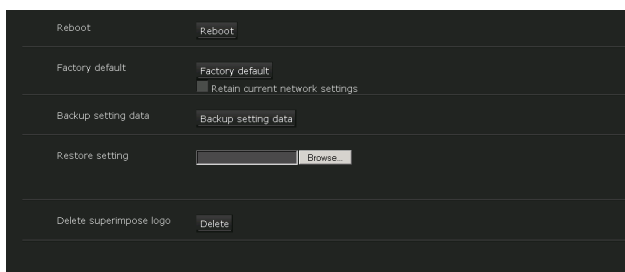 Reboot Reboot
Factory default Factory default
Retain current network settings
Backup setting data Backup setting data
Restore setting Browse...
Delete superimpose logo Delete